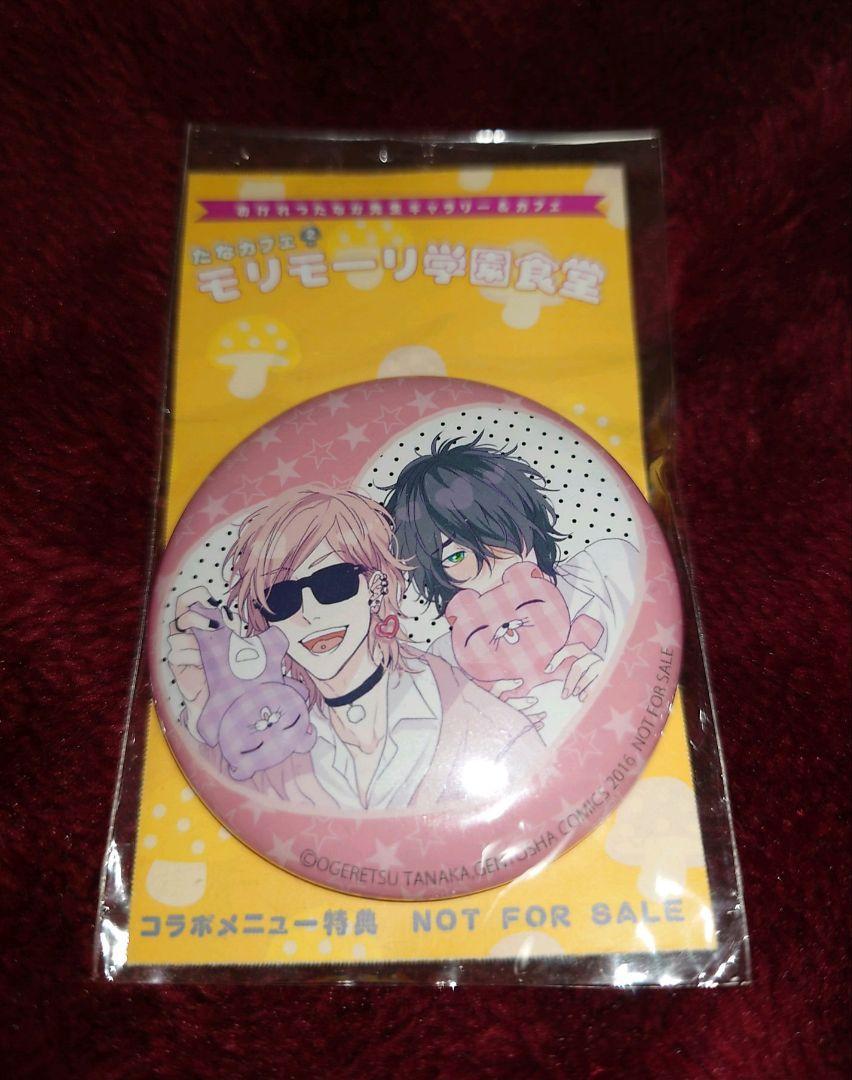 おげれつたなか先生ギャラリー&カフェ
たなカフェ2
モリモーリ学園食堂
©OGERETSU TANAKA,GENTOSHA COMICS 2016 NOT FOR SALE
コラボメニュー特典 NOT FOR SALE